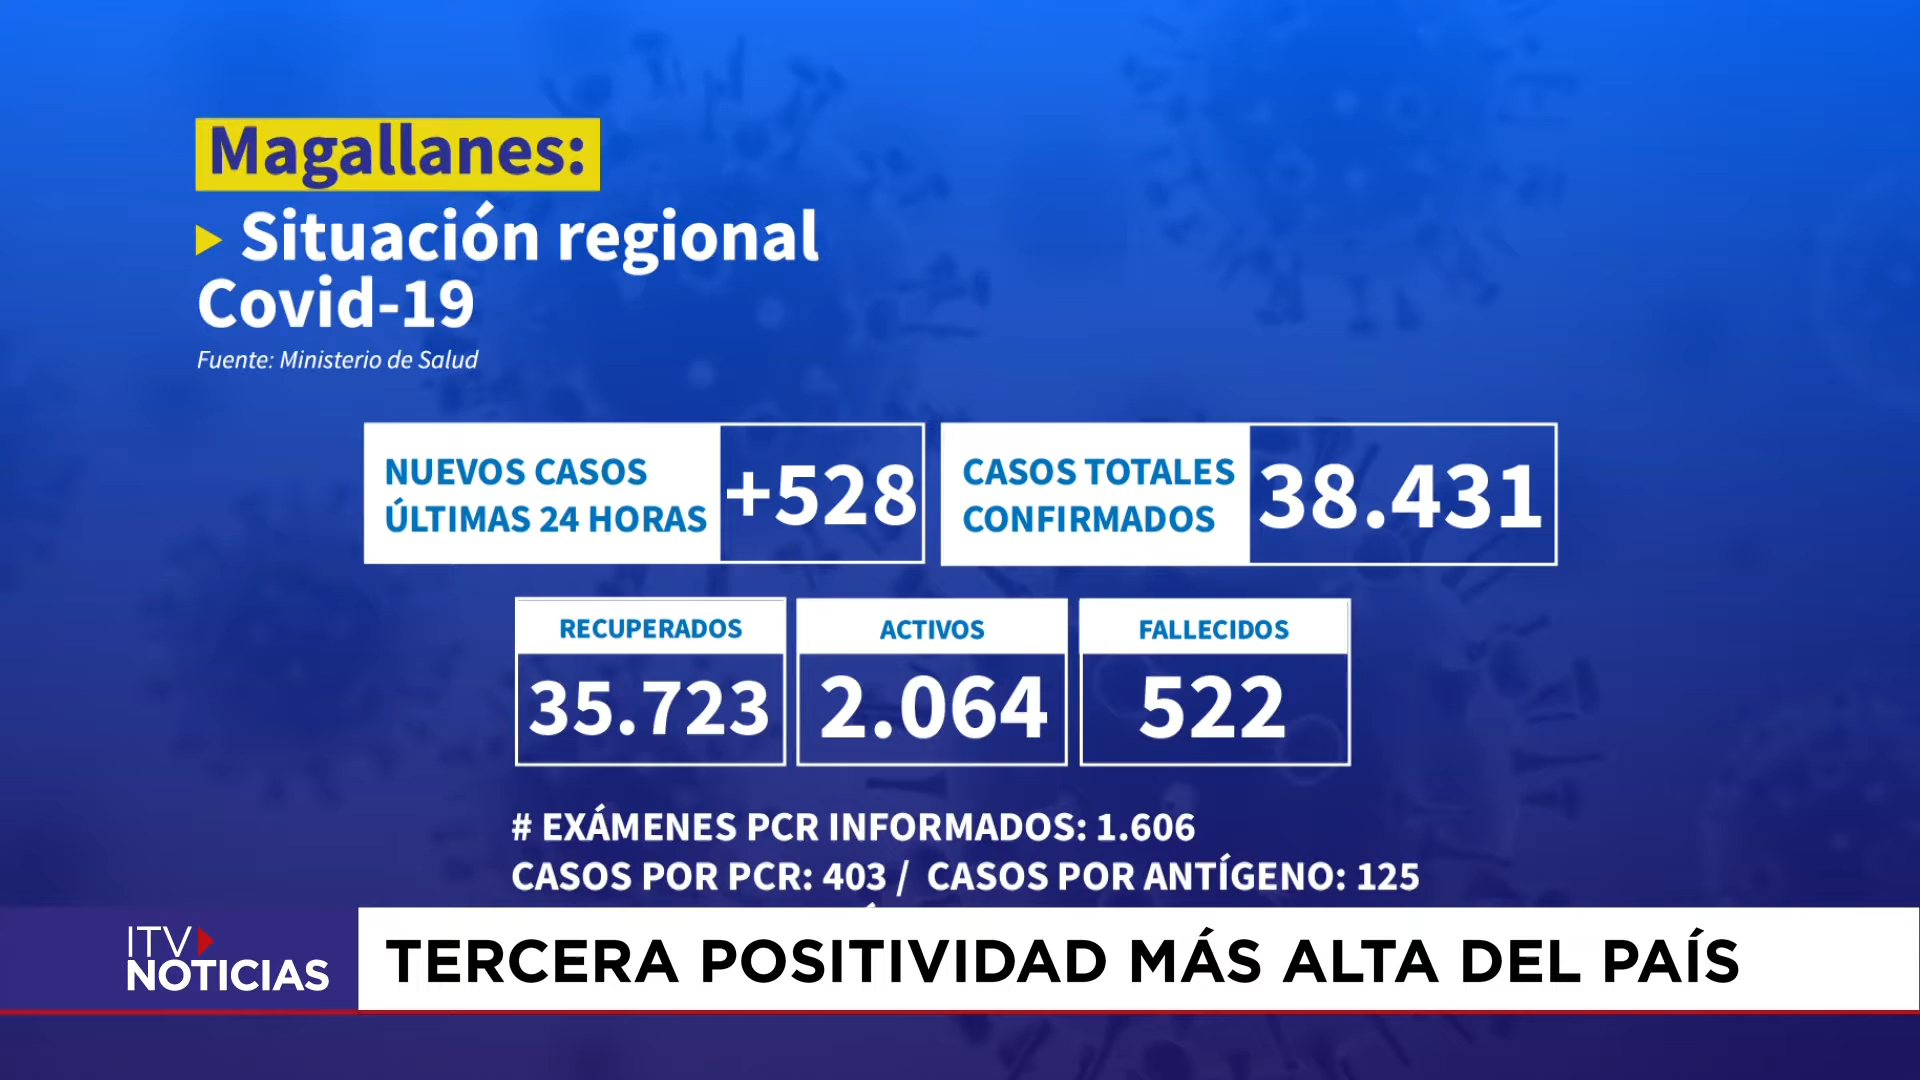 Magallanes:
Situación regional
Covid-19
Fuente: Ministerio de Salud
NUEVOS CASOS
ÚLTIMAS 24 HORAS
+528
CASOS TOTALES
CONFIRMADOS
38.431
RECUPERADOS
35.723
ACTIVOS
2.064
FALLECIDOS
522
# EXÁMENES PCR INFORMADOS: 1.606
CASOS POR PCR: 403 / CASOS POR ANTÍGENO: 125
ITV
NOTICIAS
TERCERA POSITIVIDAD MÁS ALTA DEL PAÍS